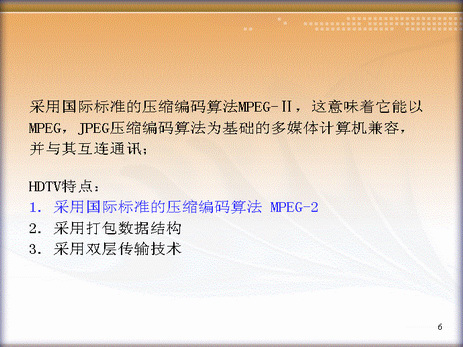 采用国际标准的压缩编码算法MPEG-Ⅱ，这意味着它能以
MPEG，JPEG压缩编码算法为基础的多媒体计算机兼容，
并与其互连通讯；
HDTV特点：
1. 采用国际标准的压缩编码算法 MPEG-2
2. 采用打包数据结构
3. 采用双层传输技术
6